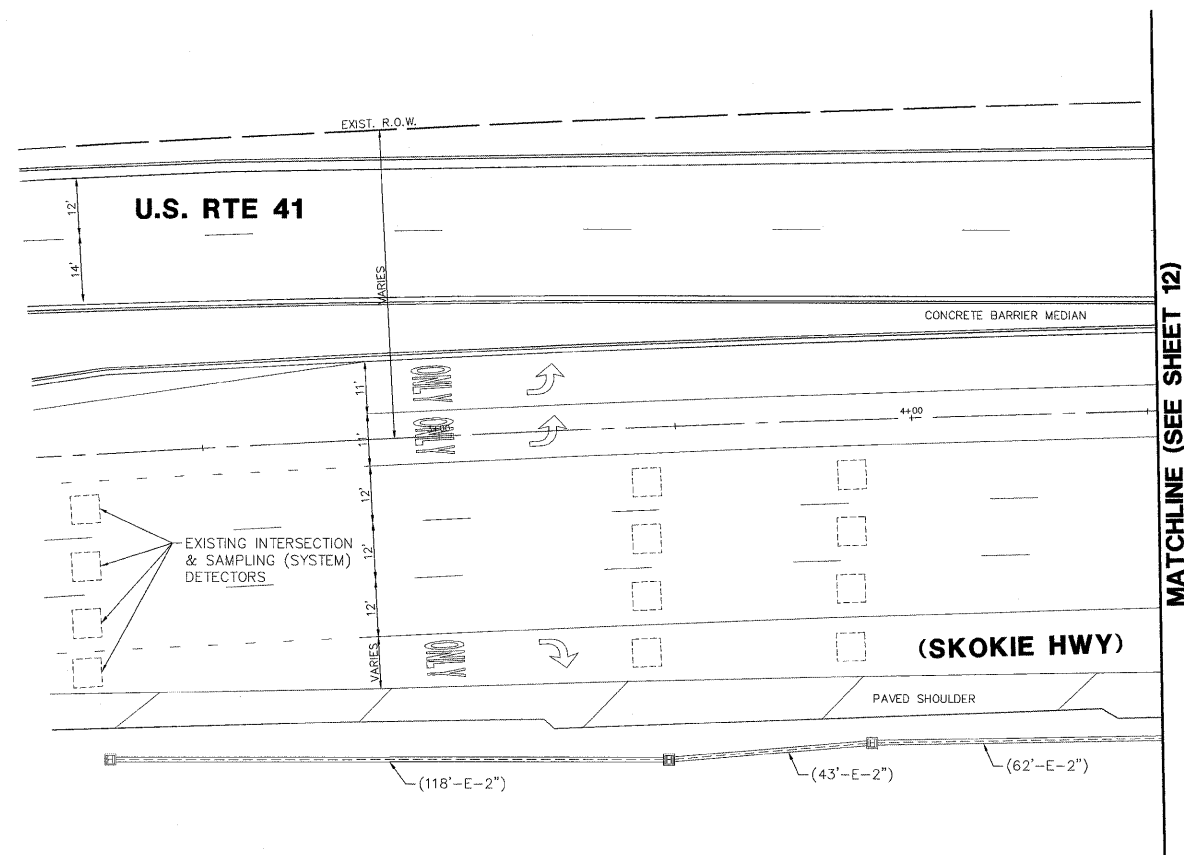 EXIST. R.O.W.
12'
U.S. RTE 41
14'
VARIES
CONCRETE BARRIER MEDIAN
MATCHLINE (SEE SHEET 12)
11'
ONLY
11'
ONLY
4+00
12'
EXISTING INTERSECTION
& SAMPLING (SYSTEM)
DETECTORS
12'
12'
VARIES
ONLY
(SKOKIE HWY)
PAVED SHOULDER
(118'-E-2")
(43'-E-2")
(62'-E-2")